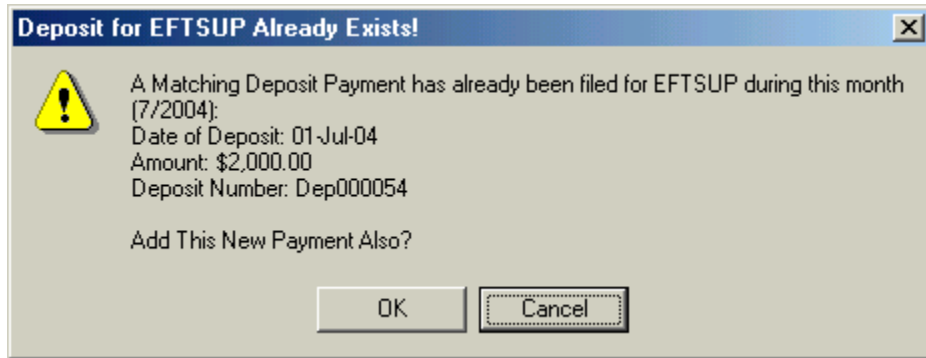 Deposit for EFTSUP Already Exists!
A Matching Deposit Payment has already been filed for EFTSUP during this month
(7/2004):
Date of Deposit: 01-Jul-04
Amount: $2,000.00
Deposit Number: Dep000054
Add This New Payment Also?
OK
Cancel